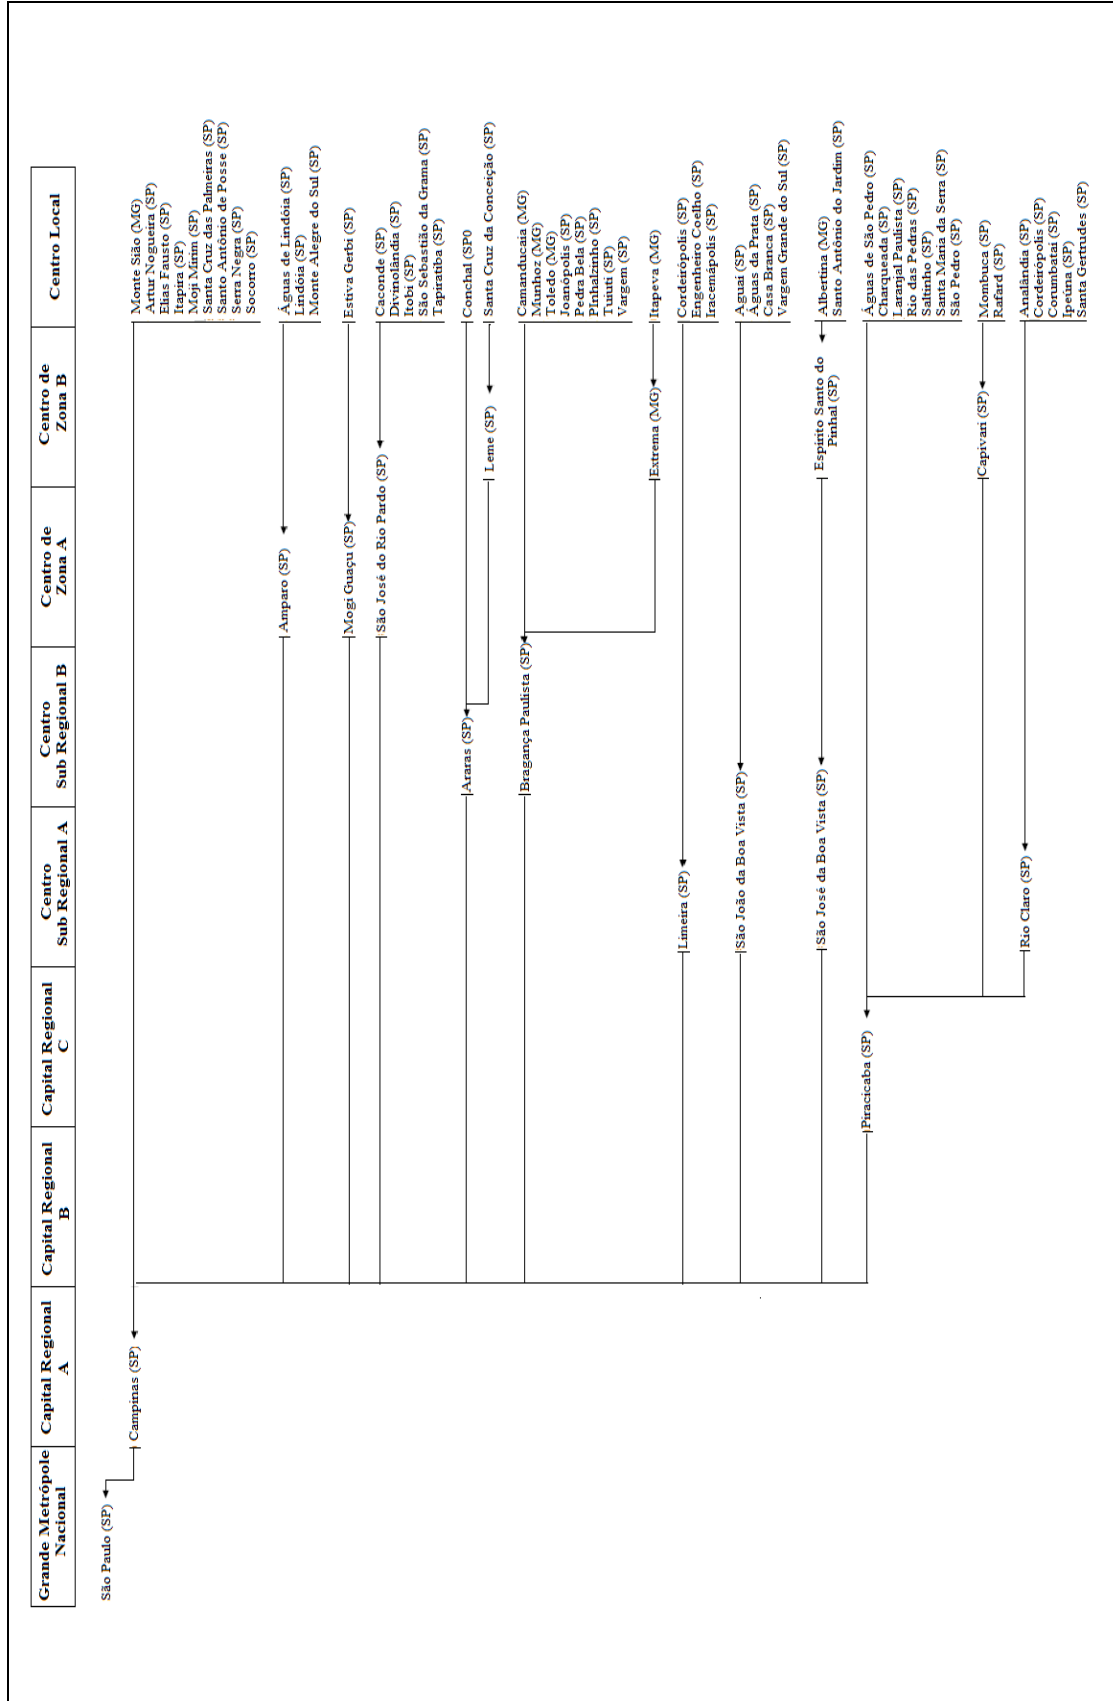 Grande Metrópole
Nacional
Capital Regional
A
Capital Regional
B
Capital Regional
C
Centro
Sub Regional A
Centro
Sub Regional B
Centro de
Zona A
Centro de
Zona B
Centro Local
São Paulo (SP)
Campinas (SP)
Monte Sião (MG)
Artur Nogueira (SP)
Elias Fausto (SP)
Itapira (SP)
Moji Mirim (SP)
Santa Cruz das Palmeiras (SP)
Santo Antônio de Posse (SP)
Serra Negra (SP)
Socorro (SP)
Amparo (SP)
Águas de Lindóia (SP)
Lindóia (SP)
Monte Alegre do Sul (SP)
Mogi Guaçu (SP)
Estiva Gerbi (SP)
São José do Rio Pardo (SP)
Caconde (SP)
Divinolândia (SP)
Itobi (SP)
São Sebastião da Grama (SP)
Tapiratiba (SP)
Araras (SP)
Conchal (SP0
Leme (SP)
Santa Cruz da Conceição (SP)
Bragança Paulista (SP)
Camanducaia (MG)
Munhoz (MG)
Toledo (MG)
Joanópolis (SP)
Pedra Bela (SP)
PInhalzinho (SP)
Tuiuti (SP)
Vargem (SP)
Extrema (MG)
Itapeva (MG)
Limeira (SP)
Cordeirópolis (SP)
Engenheiro Coelho (SP)
Iracemápolis (SP)
São João da Boa Vista (SP)
Aguaí (SP)
Águas da Prata (SP)
Casa Branca (SP)
Vargem Grande do Sul (SP)
São José da Boa Vista (SP)
Espírito Santo do
Pinhal (SP)
Albertina (MG)
Santo Antônio do Jardim (SP)
Piracicaba (SP)
Águas de São Pedro (SP)
Charqueada (SP)
Laranjal Paulista (SP)
Rio das Pedras (SP)
Saltinho (SP)
Santa Maria da Serra (SP)
São Pedro (SP)
Capivari (SP)
Mombuca (SP)
Rafard (SP)
Rio Claro (SP)
Analândia (SP)
Cordeirópolis (SP)
Corumbataí (SP)
Ipeúna (SP)
Santa Gertrudes (SP)